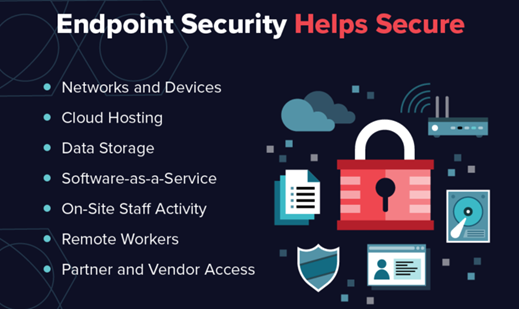 Endpoint Security Helps Secure
Networks and Devices
Cloud Hosting
Data Storage
Software-as-a-Service
On-Site Staff Activity
Remote Workers
Partner and Vendor Access